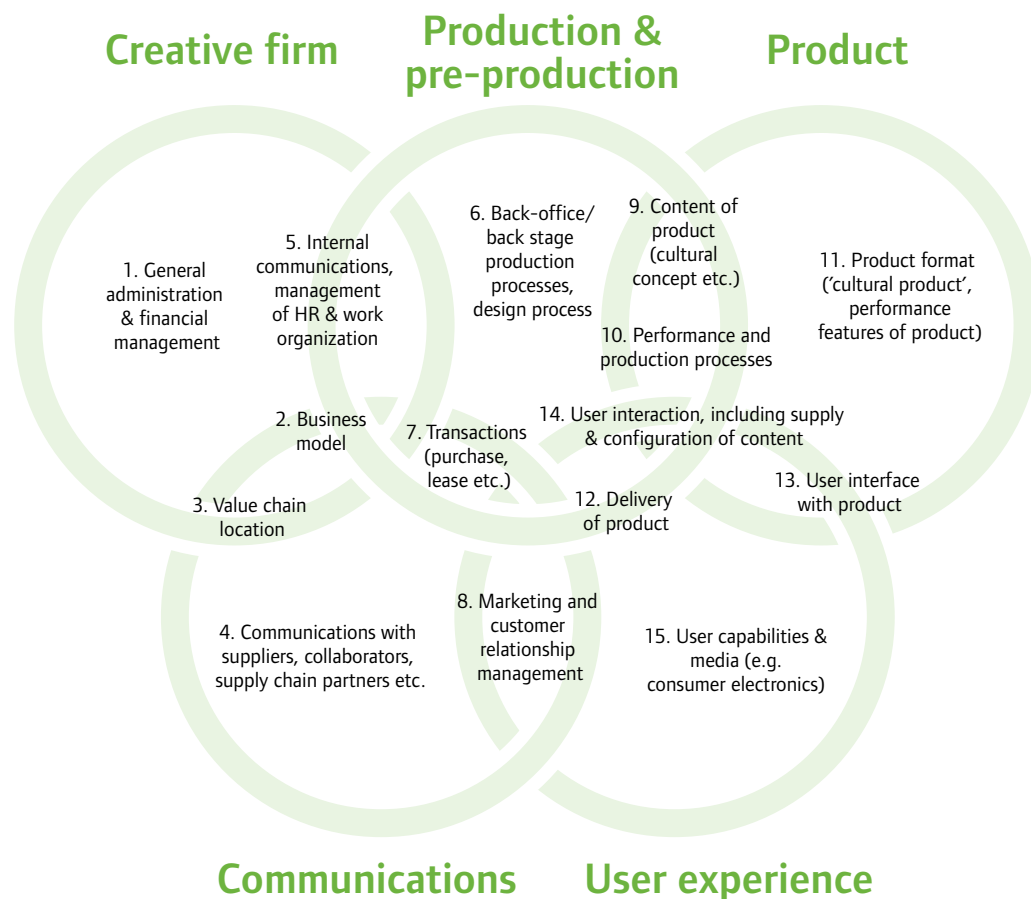 Creative firm
Production &
pre-production
Product
1. General
administration
& financial
management
5. Internal
communications,
management
of HR & work
organization
6. Back-office/
back stage
production
processes,
design process
9. Content of
product
(cultural
concept etc.)
10. Performance and
production processes
11. Product format
(‘cultural product’,
performance
features of product)
2. Business
model
7. Transactions
(purchase,
lease etc.)
14. User interaction, including supply
& configuration of content
3. Value chain
location
12. Delivery
of product
13. User interface
with product
4. Communications with
suppliers, collaborators,
supply chain partners etc.
8. Marketing and
customer
relationship
management
15. User capabilities &
media (e.g.
consumer electronics)
Communications
User experience